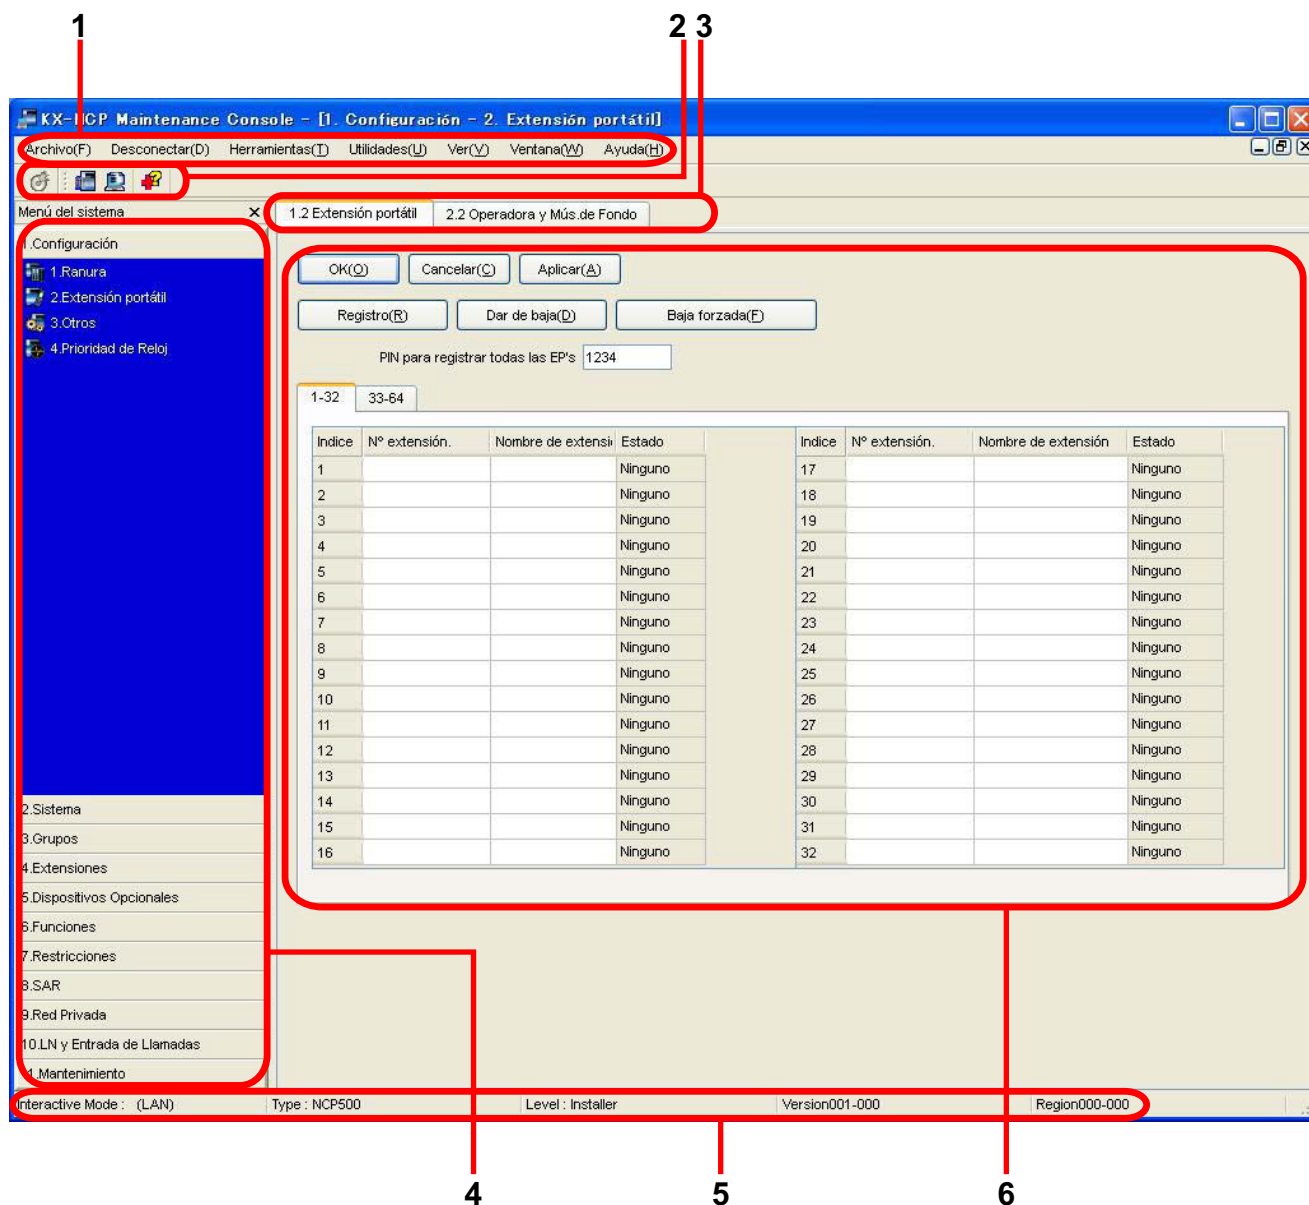 1
2 3
KX-NCP Maintenance Console - [1. Configuración - 2. Extensión portátil]
Archivo(F) Desconectar(D) Herramientas(T) Utilidades(U) Ver(V) Ventana(W) Ayuda(H)
Menú del sistema
1.2 Extensión portátil 2.2 Operadora y Mús.de Fondo
1.Configuración
1.Ranura
2.Extensión portátil
3.Otros
4.Prioridad de Reloj
OK(O) Cancelar(C) Aplicar(A)
Registro(R) Dar de baja(D) Baja forzada(F)
PIN para registrar todas las EP's 1234
1-32 33-64
Indice Nº extensión. Nombre de extensi Estado Indice Nº extensión. Nombre de extensión Estado
1 Ninguno 17 Ninguno
2 Ninguno 18 Ninguno
3 Ninguno 19 Ninguno
4 Ninguno 20 Ninguno
5 Ninguno 21 Ninguno
6 Ninguno 22 Ninguno
7 Ninguno 23 Ninguno
8 Ninguno 24 Ninguno
9 Ninguno 25 Ninguno
10 Ninguno 26 Ninguno
11 Ninguno 27 Ninguno
12 Ninguno 28 Ninguno
13 Ninguno 29 Ninguno
14 Ninguno 30 Ninguno
15 Ninguno 31 Ninguno
16 Ninguno 32 Ninguno
2.Sistema
3.Grupos
4.Extensiones
5.Dispositivos Opcionales
6.Funciones
7.Restricciones
8.SAR
9.Red Privada
10.LN y Entrada de Llamadas
11.Mantenimiento
Interactive Mode : (LAN) Type : NCP500 Level : Installer Version001-000 Region000-000
4 5 6